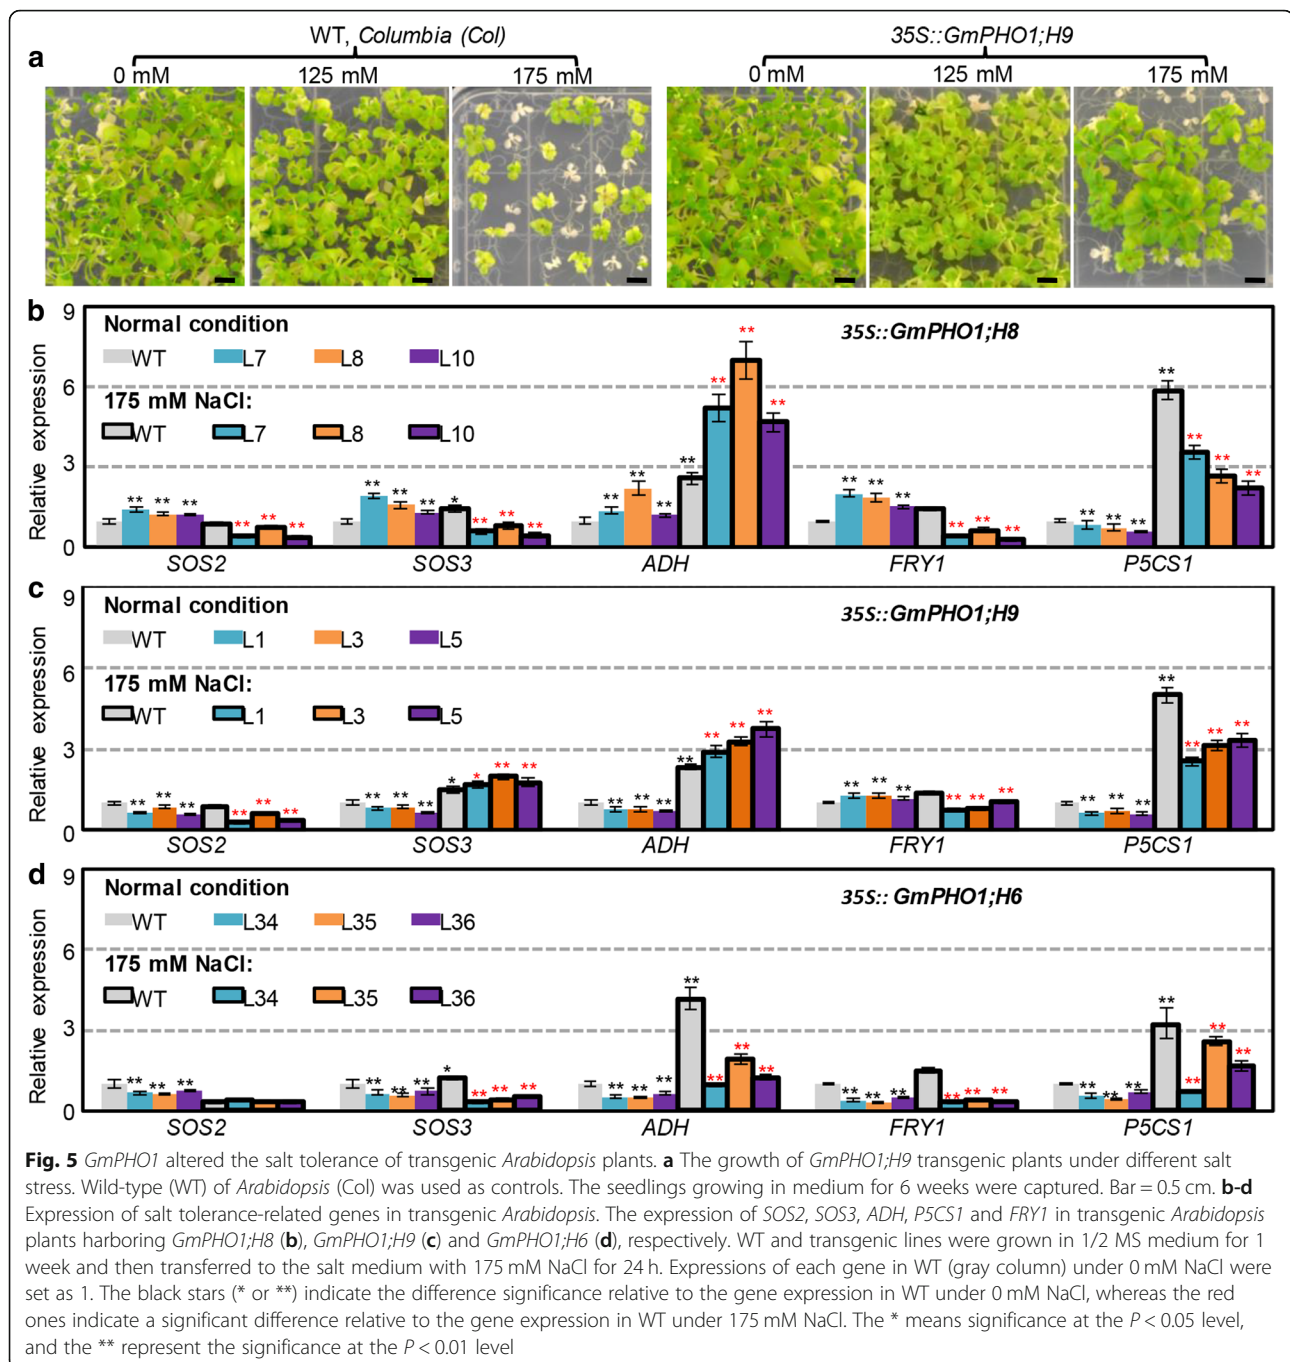 a
WT, Columbia (Col)
35S::GmPHO1;H9
0 mM 125 mM 175 mM 0 mM 125 mM 175 mM
b
9
6
3
0
Relative expression
Normal condition
WT L7 L8 L10
175 mM NaCl:
WT L7 L8 L10
35S::GmPHO1;H8
** ** ** ** ** **
** ** ** * ** ** **
** ** ** ** ** ** **
** ** ** ** ** **
** ** ** ** ** ** **
SOS2 SOS3 ADH FRY1 P5CS1
c
9
6
3
0
Relative expression
Normal condition
WT L1 L3 L5
175 mM NaCl:
WT L1 L3 L5
35S::GmPHO1;H9
** ** ** ** ** **
** ** ** * * ** **
** ** ** ** ** ** **
** ** ** ** ** **
** ** ** ** ** ** **
SOS2 SOS3 ADH FRY1 P5CS1
d
9
6
3
0
Relative expression
Normal condition
WT L34 L35 L36
175 mM NaCl:
WT L34 L35 L36
35S:: GmPHO1;H6
** ** **
** ** ** * ** ** **
** ** ** ** ** ** **
** ** ** ** ** **
** ** ** ** ** ** **
SOS2 SOS3 ADH FRY1 P5CS1
Fig. 5 GmPHO1 altered the salt tolerance of transgenic Arabidopsis plants. a The growth of GmPHO1;H9 transgenic plants under different salt
stress. Wild-type (WT) of Arabidopsis (Col) was used as controls. The seedlings growing in medium for 6 weeks were captured. Bar = 0.5 cm. b-d
Expression of salt tolerance-related genes in transgenic Arabidopsis. The expression of SOS2, SOS3, ADH, P5CS1 and FRY1 in transgenic Arabidopsis
plants harboring GmPHO1;H8 (b), GmPHO1;H9 (c) and GmPHO1;H6 (d), respectively. WT and transgenic lines were grown in 1/2 MS medium for 1
week and then transferred to the salt medium with 175 mM NaCl for 24 h. Expressions of each gene in WT (gray column) under 0 mM NaCl were
set as 1. The black stars (* or **) indicate the difference significance relative to the gene expression in WT under 0 mM NaCl, whereas the red
ones indicate a significant difference relative to the gene expression in WT under 175 mM NaCl. The * means significance at the P < 0.05 level,
and the ** represent the significance at the P < 0.01 level